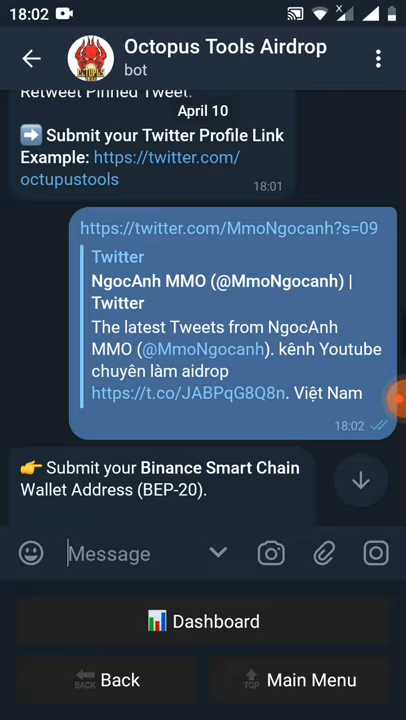 18:02
Octopus Tools Airdrop
bot
Retweet Pinned Tweet.
April 10
➡️ Submit your Twitter Profile Link
Example: https://twitter.com/
octupustools
18:01
https://twitter.com/MmoNgocanh?s=09
Twitter
NgocAnh MMO (@MmoNgocanh) |
Twitter
The latest Tweets from NgocAnh
MMO (@MmoNgocanh). kênh Youtube
chuyên làm aidrop
https://t.co/JABPqG8Q8n. Việt Nam
18:02
👉 Submit your Binance Smart Chain
Wallet Address (BEP-20).
Message
📊 Dashboard
BACK Back
TOP Main Menu